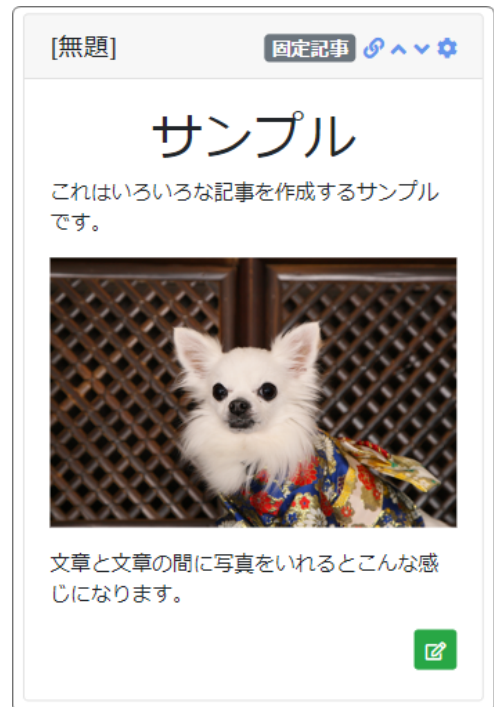 [無題] 固定記事
サンプル
これはいろいろな記事を作成するサンプル
です。
文章と文章の間に写真をいれるとこんな感
じになります。